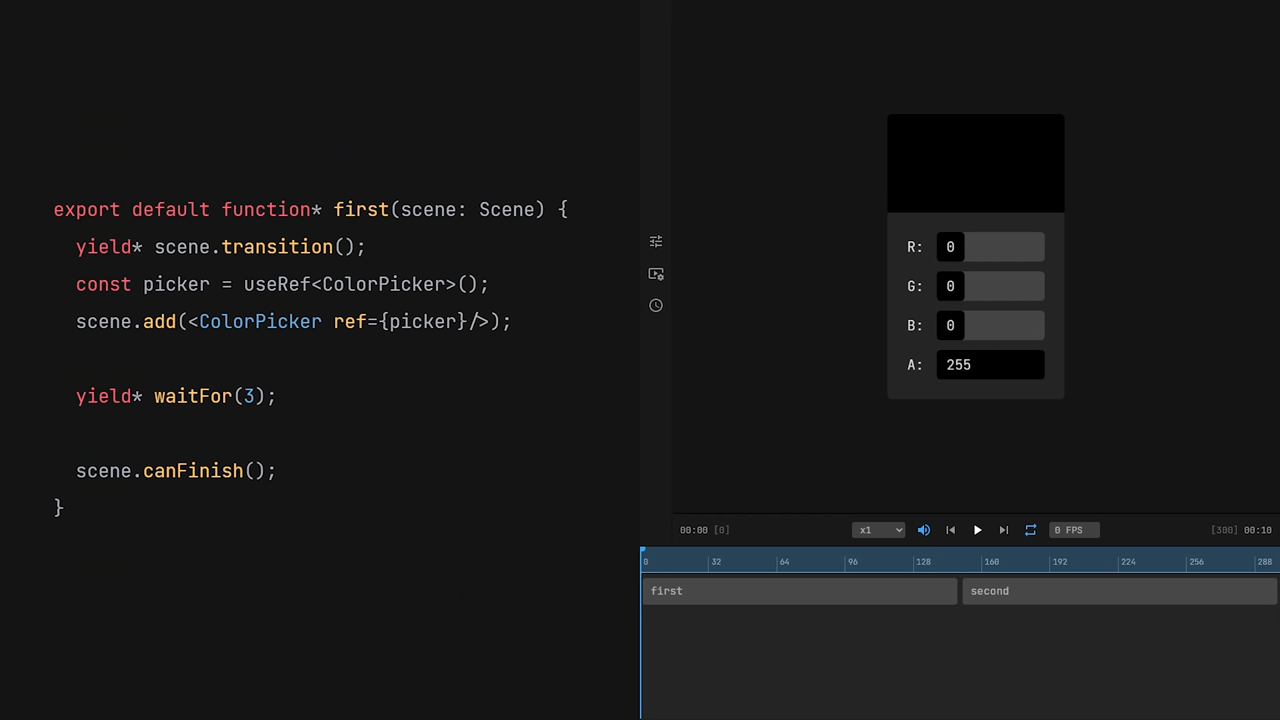 export default function* first(scene: Scene) {
yield* scene.transition();
const picker = useRef<ColorPicker>();
scene.add(<ColorPicker ref={picker}/>);
yield* waitFor(3);
scene.canFinish();
}
R: 0
G: 0
B: 0
A: 255
00:00 [0] x1 0 FPS [300] 00:10
0 32 64 96 128 160 192 224 256 288
first second